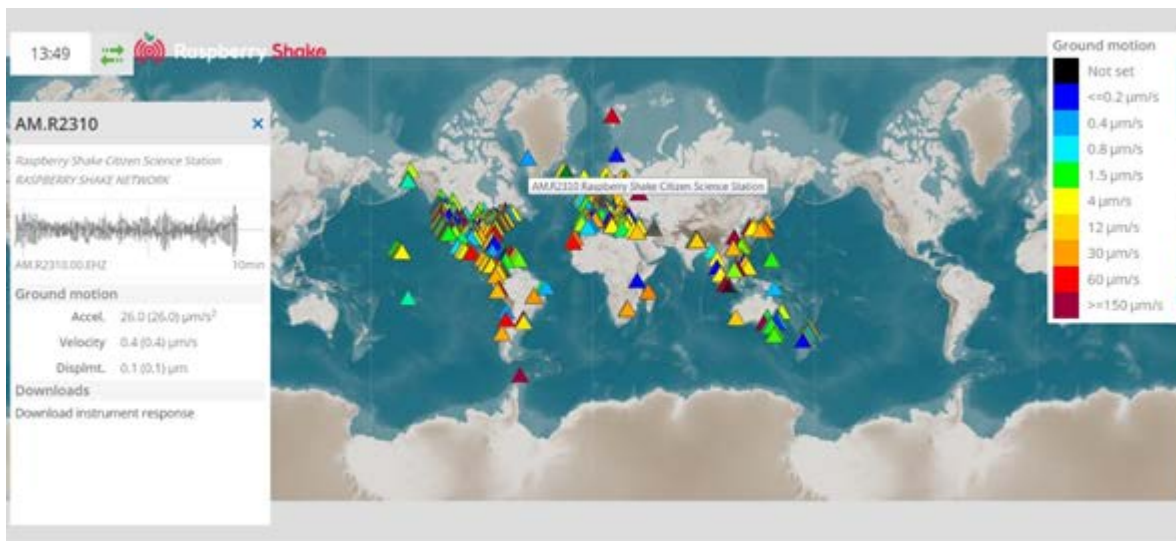 13:49
Raspberry Shake
AM.R2310
×
Raspberry Shake Citizen Science Station
RASPBERRY SHAKE NETWORK
AM.R2310.00.EHZ 10min
Ground motion
Accel. 26.0 (26.0) µm/s²
Velocity 0.4 (0.4) µm/s
Displmt. 0.1 (0.1) µm
Downloads
Download instrument response
AM.R2310 Raspberry Shake Citizen Science Station
Ground motion
Not set
<=0.2 µm/s
0.4 µm/s
0.8 µm/s
1.5 µm/s
4 µm/s
12 µm/s
30 µm/s
60 µm/s
>=150 µm/s